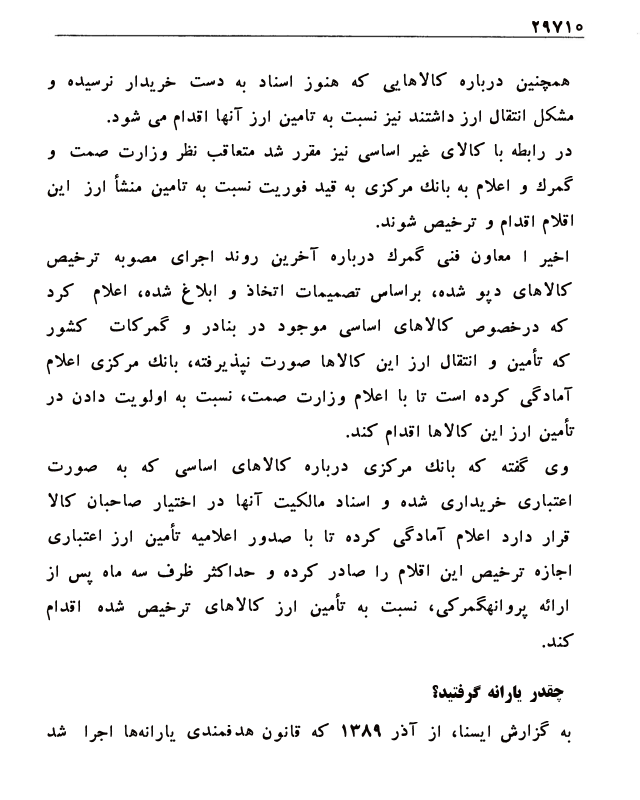 ۲۹۷۱۵
همچنین درباره کالاهایی که هنوز اسناد به دست خریدار نرسیده و
مشکل انتقال ارز داشتند نیز نسبت به تامین ارز آنها اقدام می شود.
در رابطه با کالای غیر اساسی نیز مقرر شد متعاقب نظر وزارت صمت و
گمرك و اعلام به بانك مرکزی به قید فوریت نسبت به تامین منشأ ارز این
اقلام اقدام و ترخیص شوند.
اخیر ا معاون فنی گمرك درباره آخرین روند اجرای مصوبه ترخیص
کالاهای دپو شده، براساس تصمیمات اتخاذ و ابلاغ شده، اعلام کرد
که درخصوص کالاهای اساسی موجود در بنادر و گمرکات کشور
که تأمین و انتقال ارز این کالاها صورت نپذیرفته، بانك مرکزی اعلام
آمادگی کرده است تا با اعلام وزارت صمت، نسبت به اولویت دادن در
تأمین ارز این کالاها اقدام کند.
وی گفته که بانك مرکزی درباره کالاهای اساسی که به صورت
اعتباری خریداری شده و اسناد مالکیت آنها در اختیار صاحبان کالا
قرار دارد اعلام آمادگی کرده تا با صدور اعلامیه تأمین ارز اعتباری
اجازه ترخیص این اقلام را صادر کرده و حداکثر ظرف سه ماه پس از
ارائه پروانهگمرکی، نسبت به تأمین ارز کالاهای ترخیص شده اقدام
کند.
چقدر یارانه گرفتید؟
به گزارش ایسنا، از آذر ۱۳۸۹ که قانون هدفمندی یارانه‌ها اجرا شد